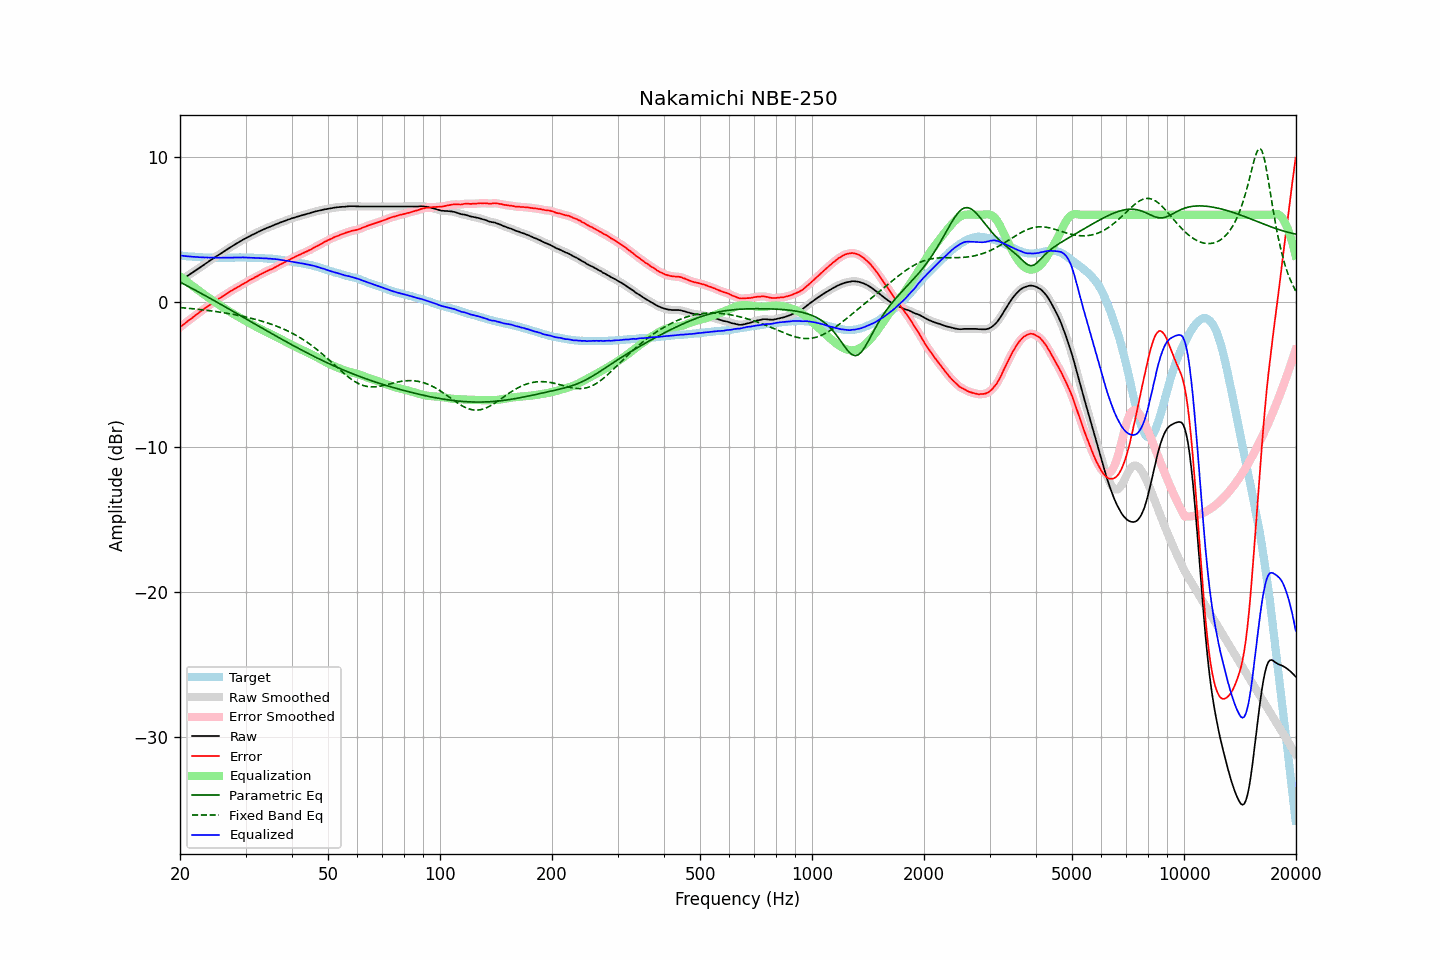 Nakamichi NBE-250
Amplitude (dBr)
10
0
−10
−20
−30
Target
Raw Smoothed
Error Smoothed
Raw
Error
Equalization
Parametric Eq
Fixed Band Eq
Equalized
20 50 100 200 500 1000 2000 5000 10000 20000
Frequency (Hz)